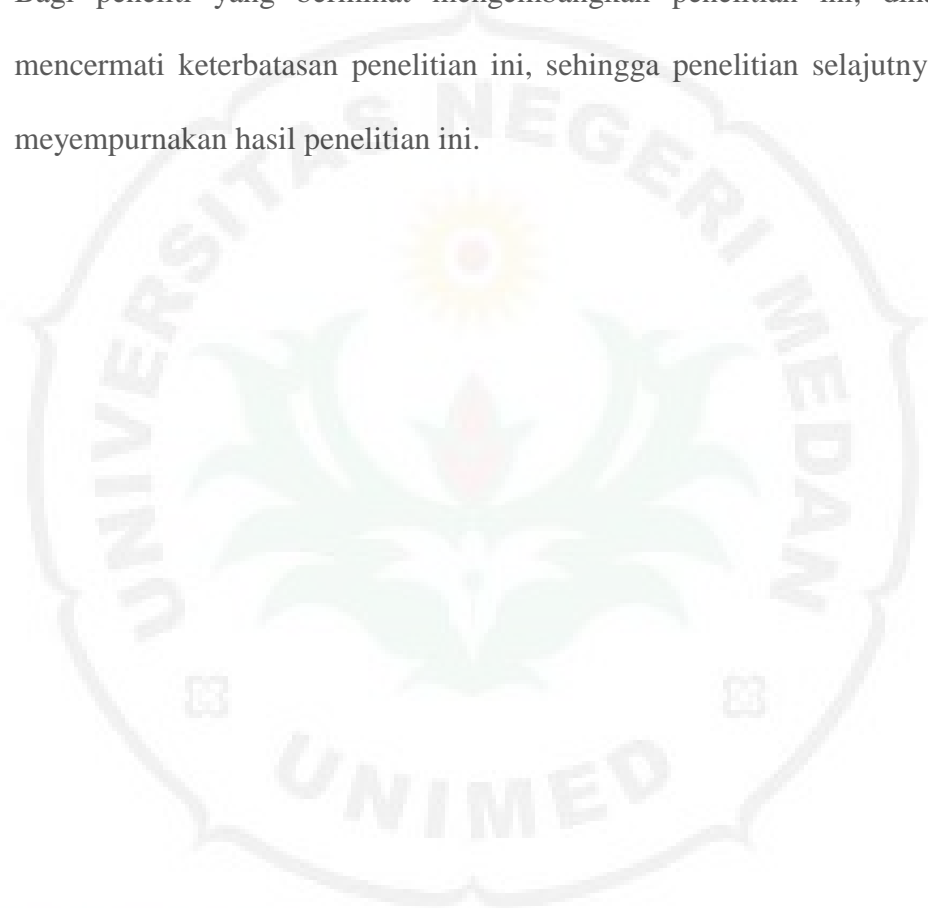 Bagi peneliti yang berminat mengembangkan penelitian ini,
mencermati keterbatasan penelitian ini, sehingga penelitian selajutny
meyempurnakan hasil penelitian ini.
UNIVERSITAS NEGERI MEDAN
UNIMED